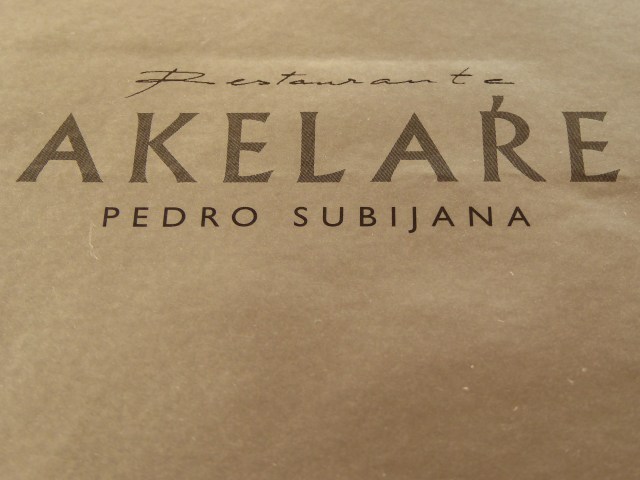 Restaurante
AKELAŔE
PEDRO SUBIJANA